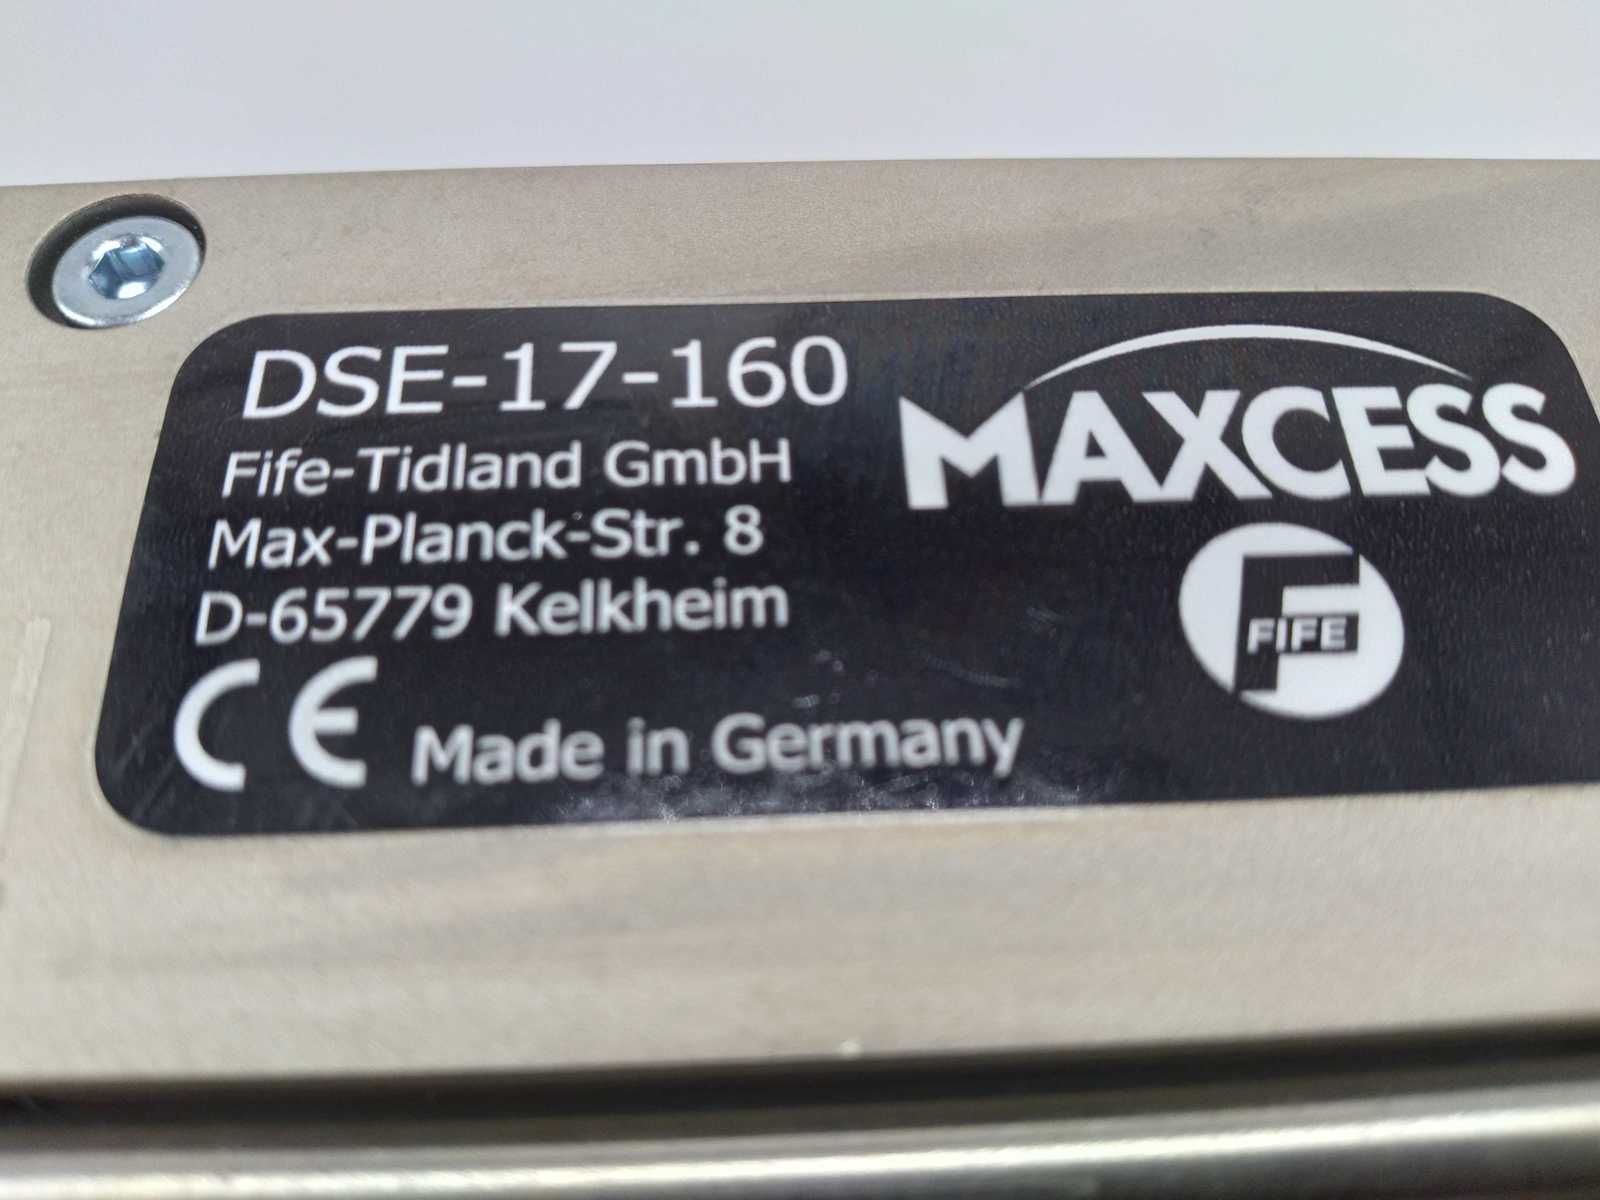 DSE-17-160
Fife-Tidland GmbH
Max-Planck-Str. 8
D-65779 Kelkheim
CE Made in Germany
MAXCESS
F
FIFE